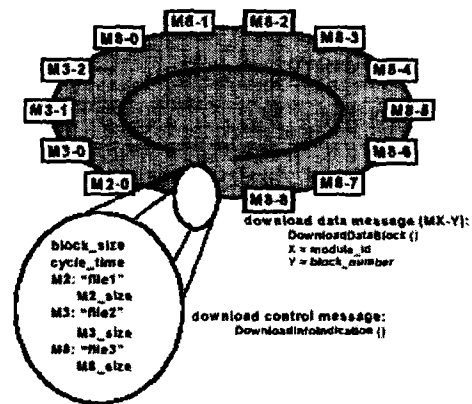 M8-1
M8-2
M8-0
M8-3
M3-2
M8-4
M3-1
M8-5
M3-0
M8-6
M2-0
M8-7
M8-8
download data message (MX-Y):
DownloadDataBlock ()
X = module_id
Y = block_number
block_size
cycle_time
M2: "file1"
M2_size
M3: "file2"
M3_size
M8: "file3"
M8_size
download control message:
DownloadInfoIndication ()